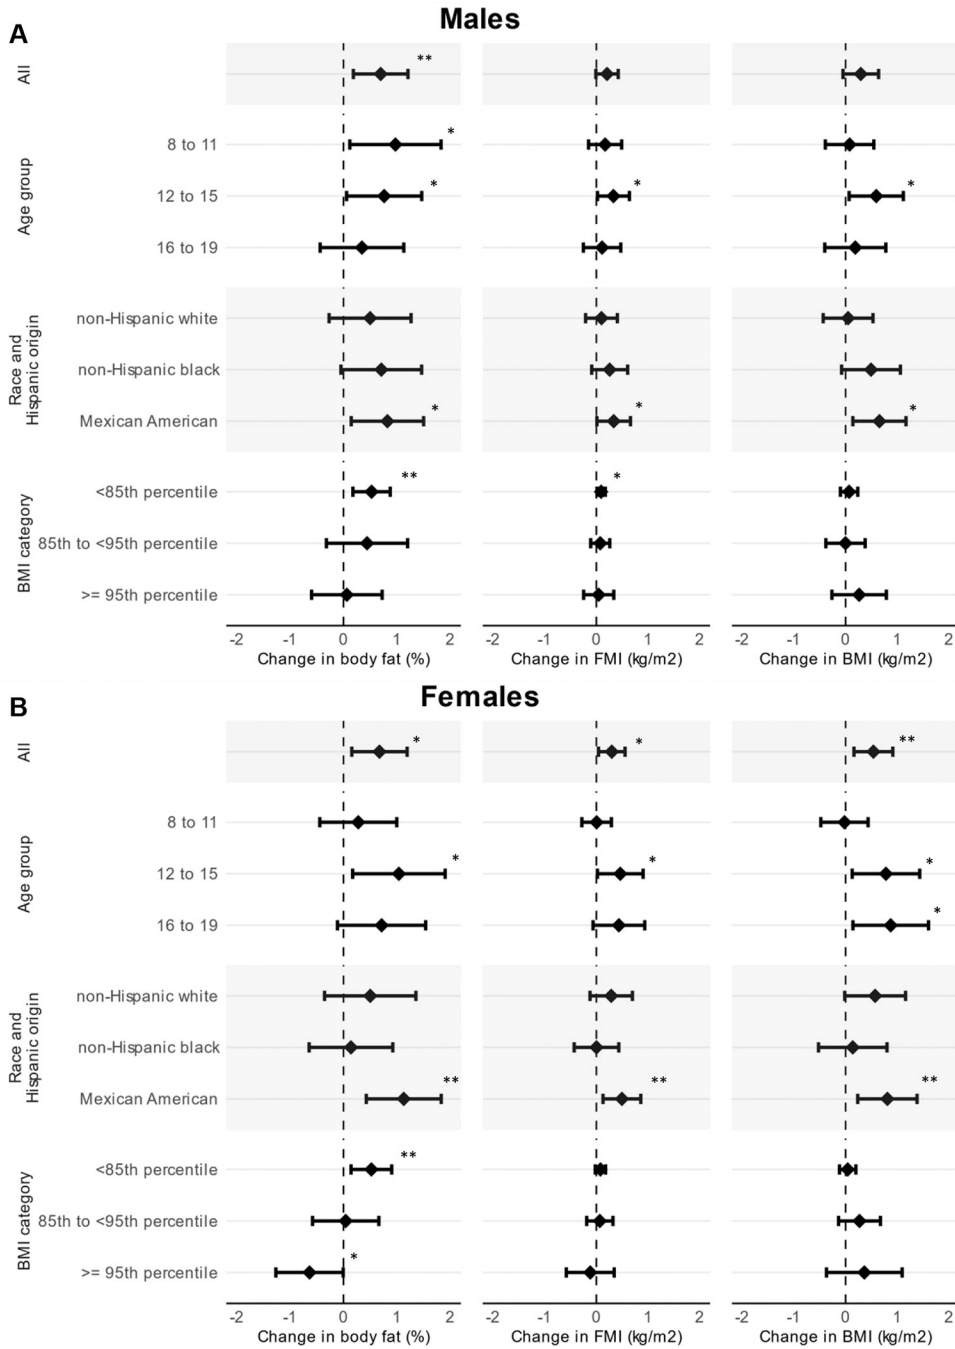 Males
A
All
**
Age group
8 to 11
*
12 to 15
* * *
16 to 19
Race and
Hispanic origin
non-Hispanic white
non-Hispanic black
Mexican American
* * *
BMI category
<85th percentile
** *
85th to <95th percentile
>= 95th percentile
-2 -1 0 1 2 -2 -1 0 1 2 -2 -1 0 1 2
Change in body fat (%) Change in FMI (kg/m2) Change in BMI (kg/m2)
Females
B
All
* * **
Age group
8 to 11
12 to 15
* * *
16 to 19
*
Race and
Hispanic origin
non-Hispanic white
non-Hispanic black
Mexican American
** ** **
BMI category
<85th percentile
**
85th to <95th percentile
>= 95th percentile
*
-2 -1 0 1 2 -2 -1 0 1 2 -2 -1 0 1 2
Change in body fat (%) Change in FMI (kg/m2) Change in BMI (kg/m2)